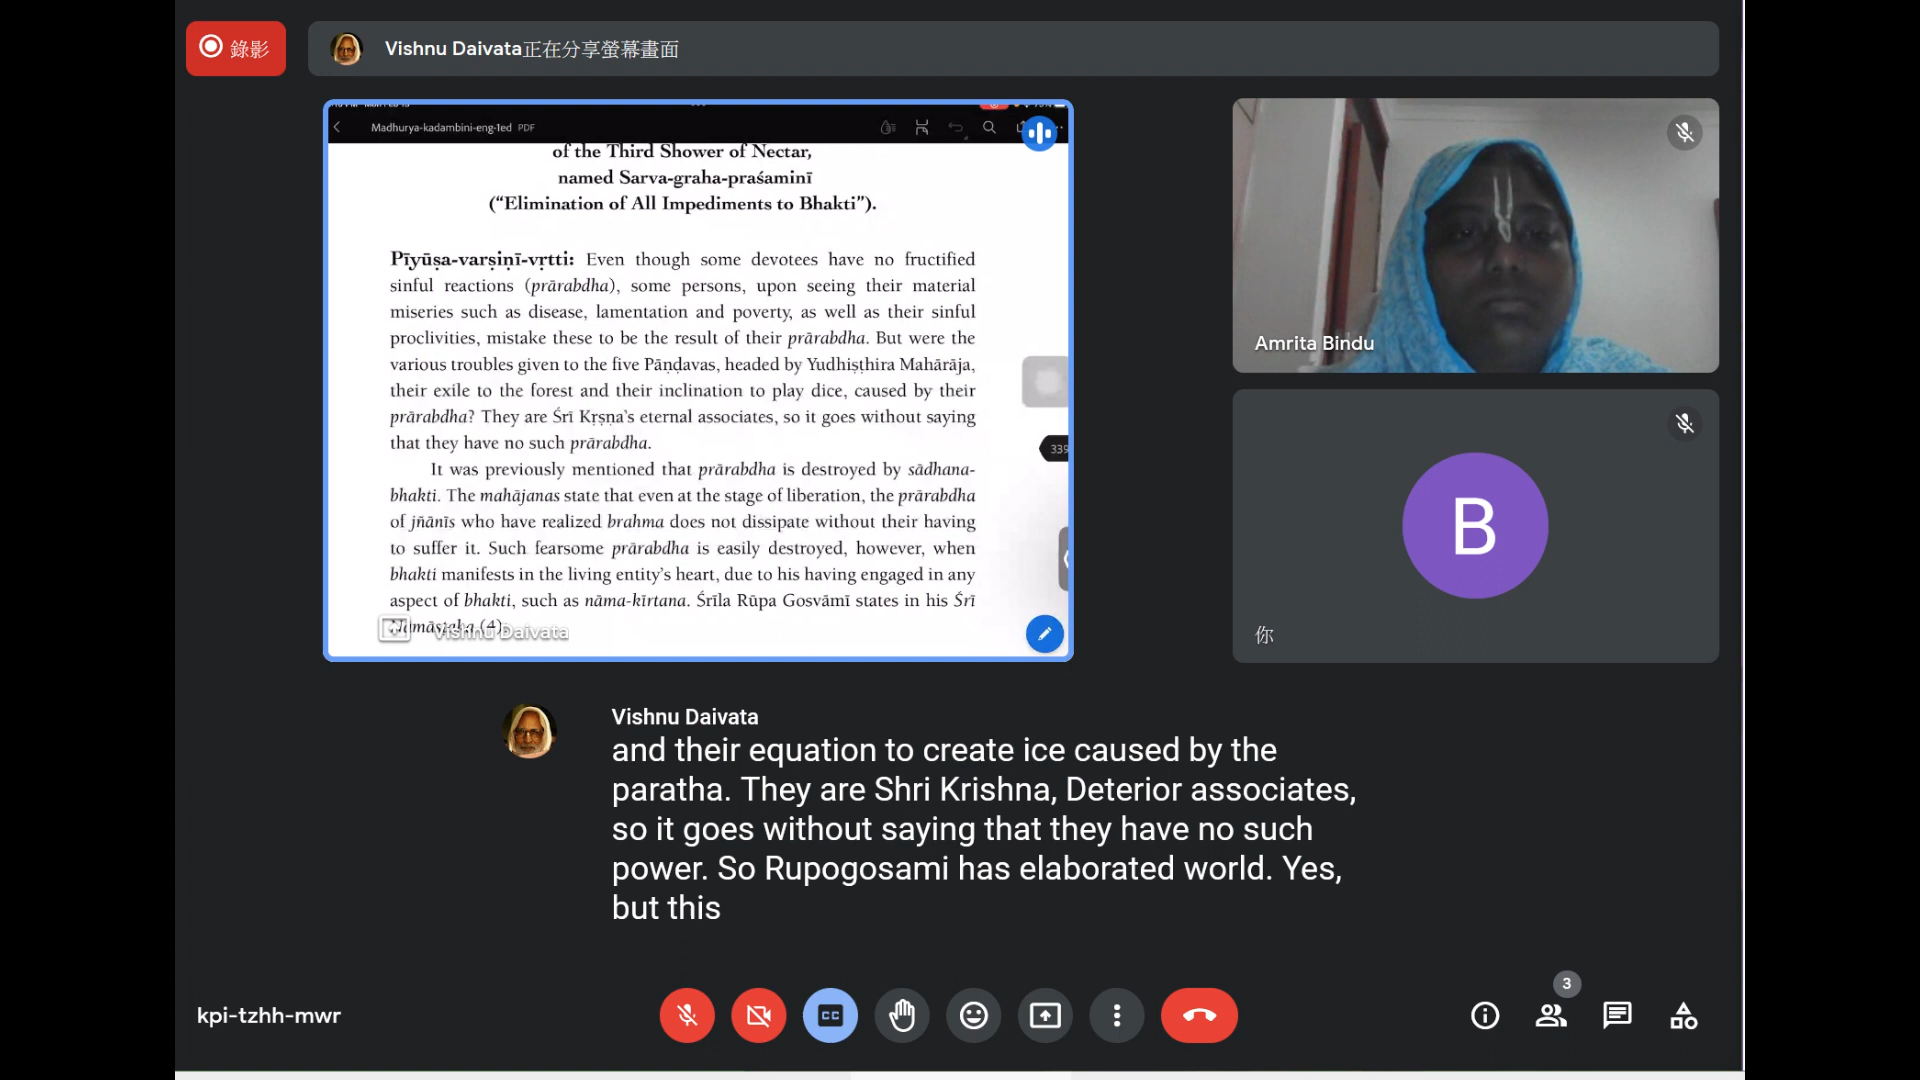 錄影
Vishnu Daivata正在分享螢幕畫面
Madhurya-kadambini-eng-1ed PDF
of the Third Shower of Nectar,
named Sarva-graha-praśaminī
(“Elimination of All Impediments to Bhakti”).
Pīyūṣa-varṣiṇī-vṛtti: Even though some devotees have no fructified
sinful reactions (prārabdha), some persons, upon seeing their material
miseries such as disease, lamentation and poverty, as well as their sinful
proclivities, mistake these to be the result of their prārabdha. But were the
various troubles given to the five Pāṇḍavas, headed by Yudhiṣṭhira Mahārāja,
their exile to the forest and their inclination to play dice, caused by their
prārabdha? They are Śrī Kṛṣṇa’s eternal associates, so it goes without saying
that they have no such prārabdha.
It was previously mentioned that prārabdha is destroyed by sādhana-
bhakti. The mahājanas state that even at the stage of liberation, the prārabdha
of jñānīs who have realized brahma does not dissipate without their having
to suffer it. Such fearsome prārabdha is easily destroyed, however, when
bhakti manifests in the living entity’s heart, due to his having engaged in any
aspect of bhakti, such as nāma-kīrtana. Śrīla Rūpa Gosvāmī states in his Śrī
Nāmāṣṭaka (4)
Vishnu Daivata
339
Amrita Bindu
B
你
Vishnu Daivata
and their equation to create ice caused by the
paratha. They are Shri Krishna, Deterior associates,
so it goes without saying that they have no such
power. So Rupogosami has elaborated world. Yes,
but this
kpi-tzhh-mwr
CC
3